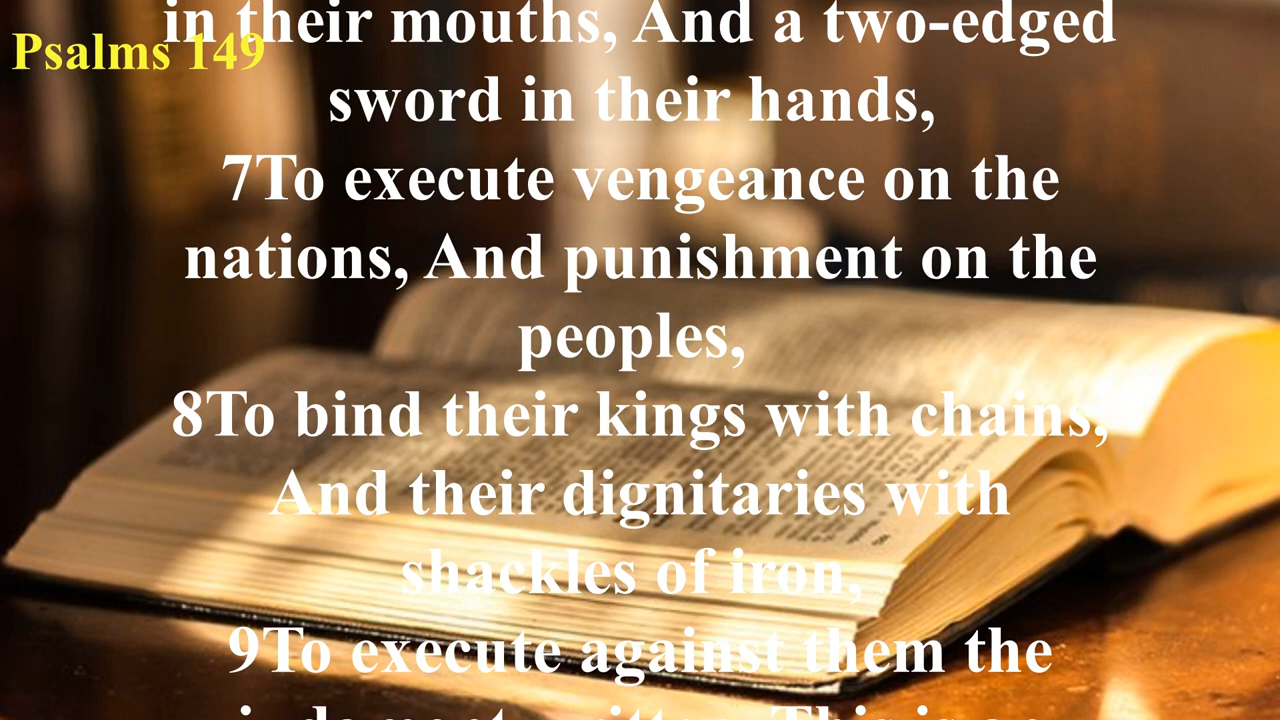 in their mouths, And a two-edged
Psalms 149
sword in their hands,
7To execute vengeance on the
nations, And punishment on the
peoples,
8To bind their kings with chains,
And their dignitaries with
shackles of iron,
9To execute against them the